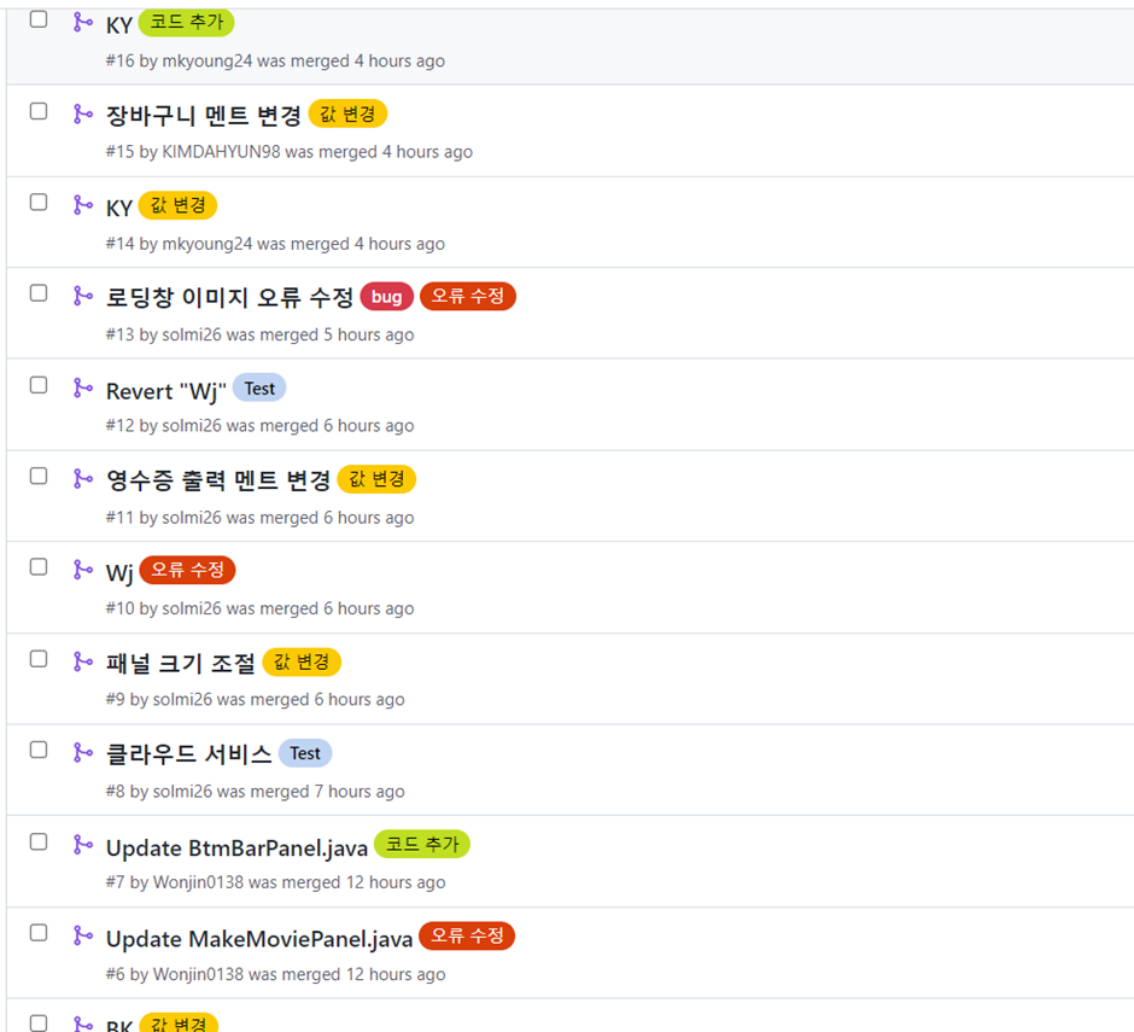 KY 코드 추가
#16 by mkyoung24 was merged 4 hours ago
장바구니 멘트 변경 값 변경
#15 by KIMDAHYUN98 was merged 4 hours ago
KY 값 변경
#14 by mkyoung24 was merged 4 hours ago
로딩창 이미지 오류 수정 bug 오류 수정
#13 by solmi26 was merged 5 hours ago
Revert "Wj" Test
#12 by solmi26 was merged 6 hours ago
영수증 출력 멘트 변경 값 변경
#11 by solmi26 was merged 6 hours ago
Wj 오류 수정
#10 by solmi26 was merged 6 hours ago
패널 크기 조절 값 변경
#9 by solmi26 was merged 6 hours ago
클라우드 서비스 Test
#8 by solmi26 was merged 7 hours ago
Update BtmBarPanel.java 코드 추가
#7 by Wonjin0138 was merged 12 hours ago
Update MakeMoviePanel.java 오류 수정
#6 by Wonjin0138 was merged 12 hours ago
BK 값 변경